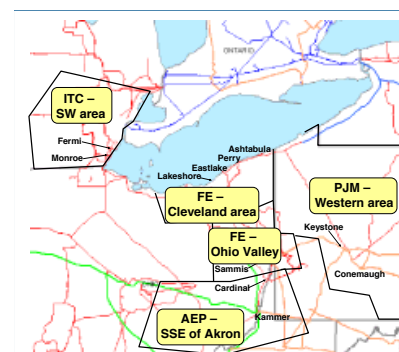 ONTARIO
ITC –
SW area
Fermi
Monroe
Ashtabula
Perry
Eastlake
Lakeshore
FE –
Cleveland area
PJM –
Western area
Keystone
FE –
Ohio Valley
Sammis
Conemaugh
Cardinal
AEP –
SSE of Akron
Kammer